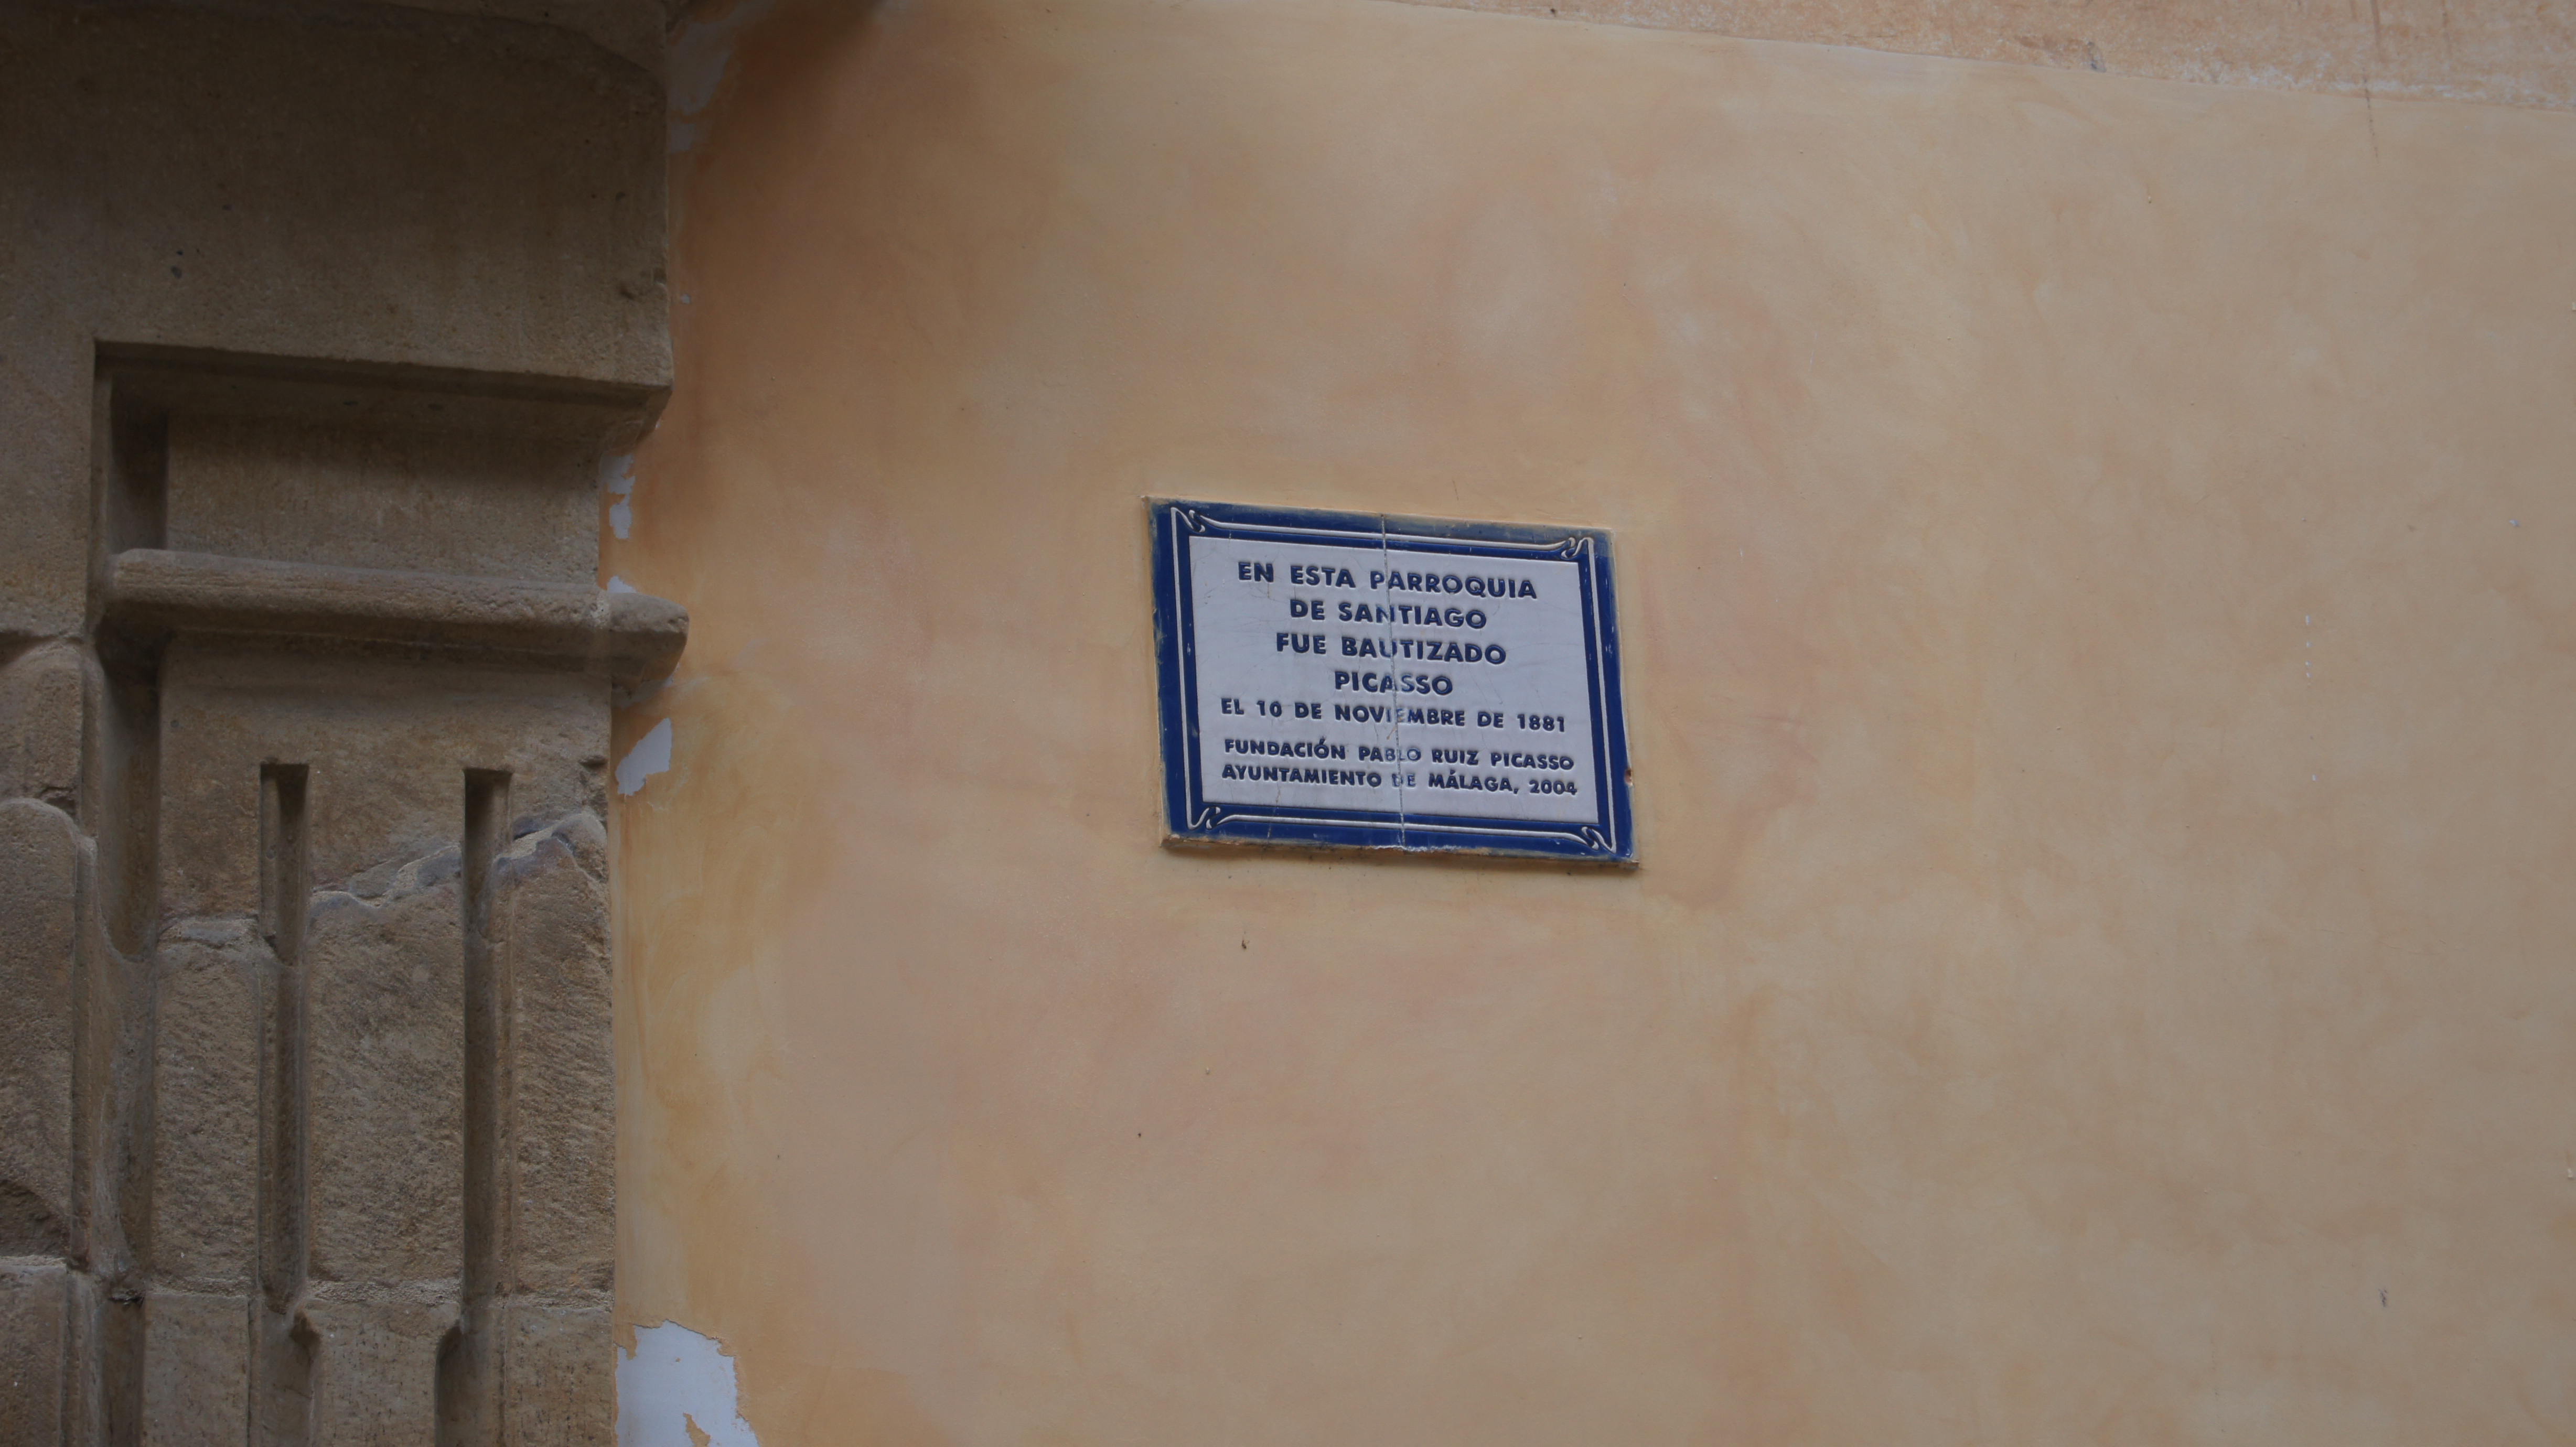 EN ESTA PARROQUIA
DE SANTIAGO
FUE BAUTIZADO
PICASSO
EL 10 DE NOVIEMBRE DE 1881
FUNDACIÓN PABLO RUIZ PICASSO
AYUNTAMIENTO DE MÁLAGA, 2004